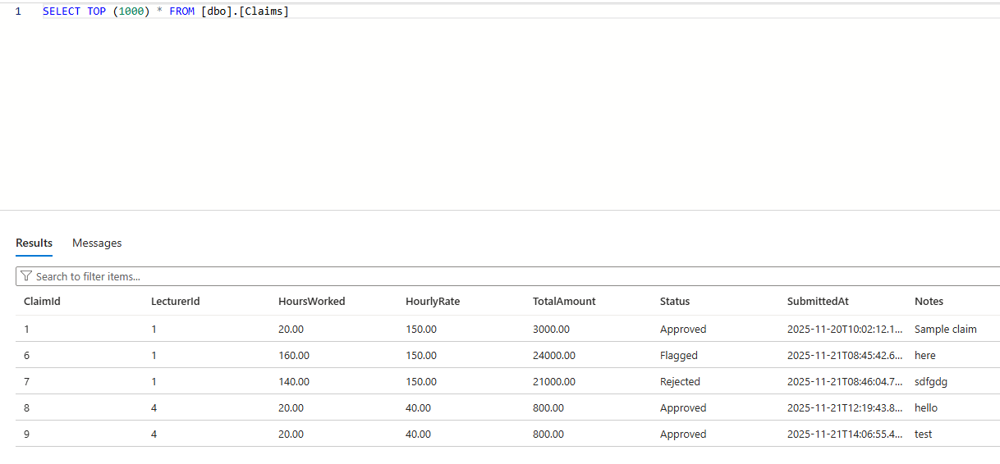 1 SELECT TOP (1000) * FROM [dbo].[Claims]
Results Messages
Search to filter items...
ClaimId LecturerId HoursWorked HourlyRate TotalAmount Status SubmittedAt Notes
1 1 20.00 150.00 3000.00 Approved 2025-11-20T10:02:12.1... Sample claim
6 1 160.00 150.00 24000.00 Flagged 2025-11-21T08:45:42.6... here
7 1 140.00 150.00 21000.00 Rejected 2025-11-21T08:46:04.7... sdfgdg
8 4 20.00 40.00 800.00 Approved 2025-11-21T12:19:43.8... hello
9 4 20.00 40.00 800.00 Approved 2025-11-21T14:06:55.4... test